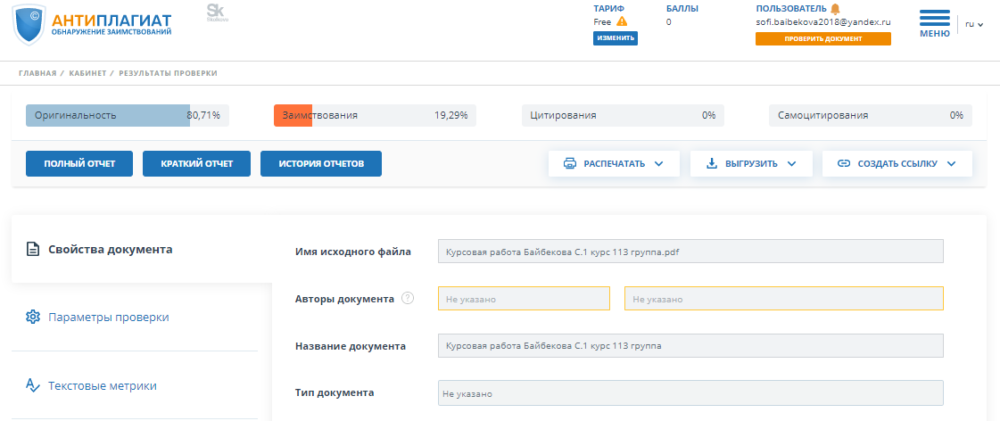 АНТИПЛАГИАТ
ОБНАРУЖЕНИЕ ЗАИМСТВОВАНИЙ
Sk
Skolkovo
ТАРИФ
Free
ИЗМЕНИТЬ
БАЛЛЫ
0
ПОЛЬЗОВАТЕЛЬ
sofi.baibekova2018@yandex.ru
ПРОВЕРИТЬ ДОКУМЕНТ
МЕНЮ
ru
ГЛАВНАЯ / КАБИНЕТ / РЕЗУЛЬТАТЫ ПРОВЕРКИ
Оригинальность 80,71%
Заимствования 19,29%
Цитирования 0%
Самоцитирования 0%
ПОЛНЫЙ ОТЧЕТ
КРАТКИЙ ОТЧЕТ
ИСТОРИЯ ОТЧЕТОВ
РАСПЕЧАТАТЬ
ВЫГРУЗИТЬ
СОЗДАТЬ ССЫЛКУ
Свойства документа
Параметры проверки
Текстовые метрики
Имя исходного файла Курсовая работа Байбекова С.1 курс 113 группа.pdf
Авторы документа ? Не указано Не указано
Название документа Курсовая работа Байбекова С.1 курс 113 группа
Тип документа Не указано